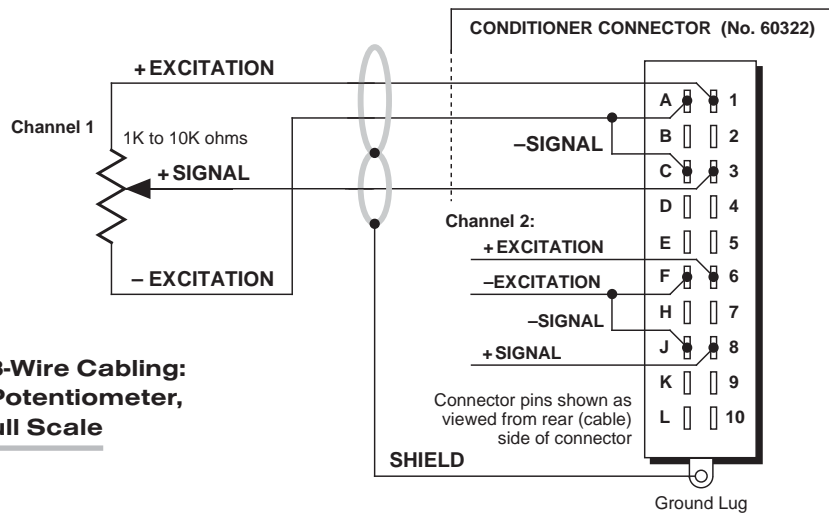 CONDITIONER CONNECTOR (No. 60322)
+EXCITATION
Channel 1
1K to 10K ohms
–SIGNAL
+SIGNAL
– EXCITATION
A 1
B 2
C 3
D 4
E 5
F 6
H 7
J 8
K 9
L 10
Channel 2:
+EXCITATION
–EXCITATION
–SIGNAL
+SIGNAL
-Wire Cabling:
Potentiometer,
ull Scale
Connector pins shown as
viewed from rear (cable)
side of connector
SHIELD
Ground Lug